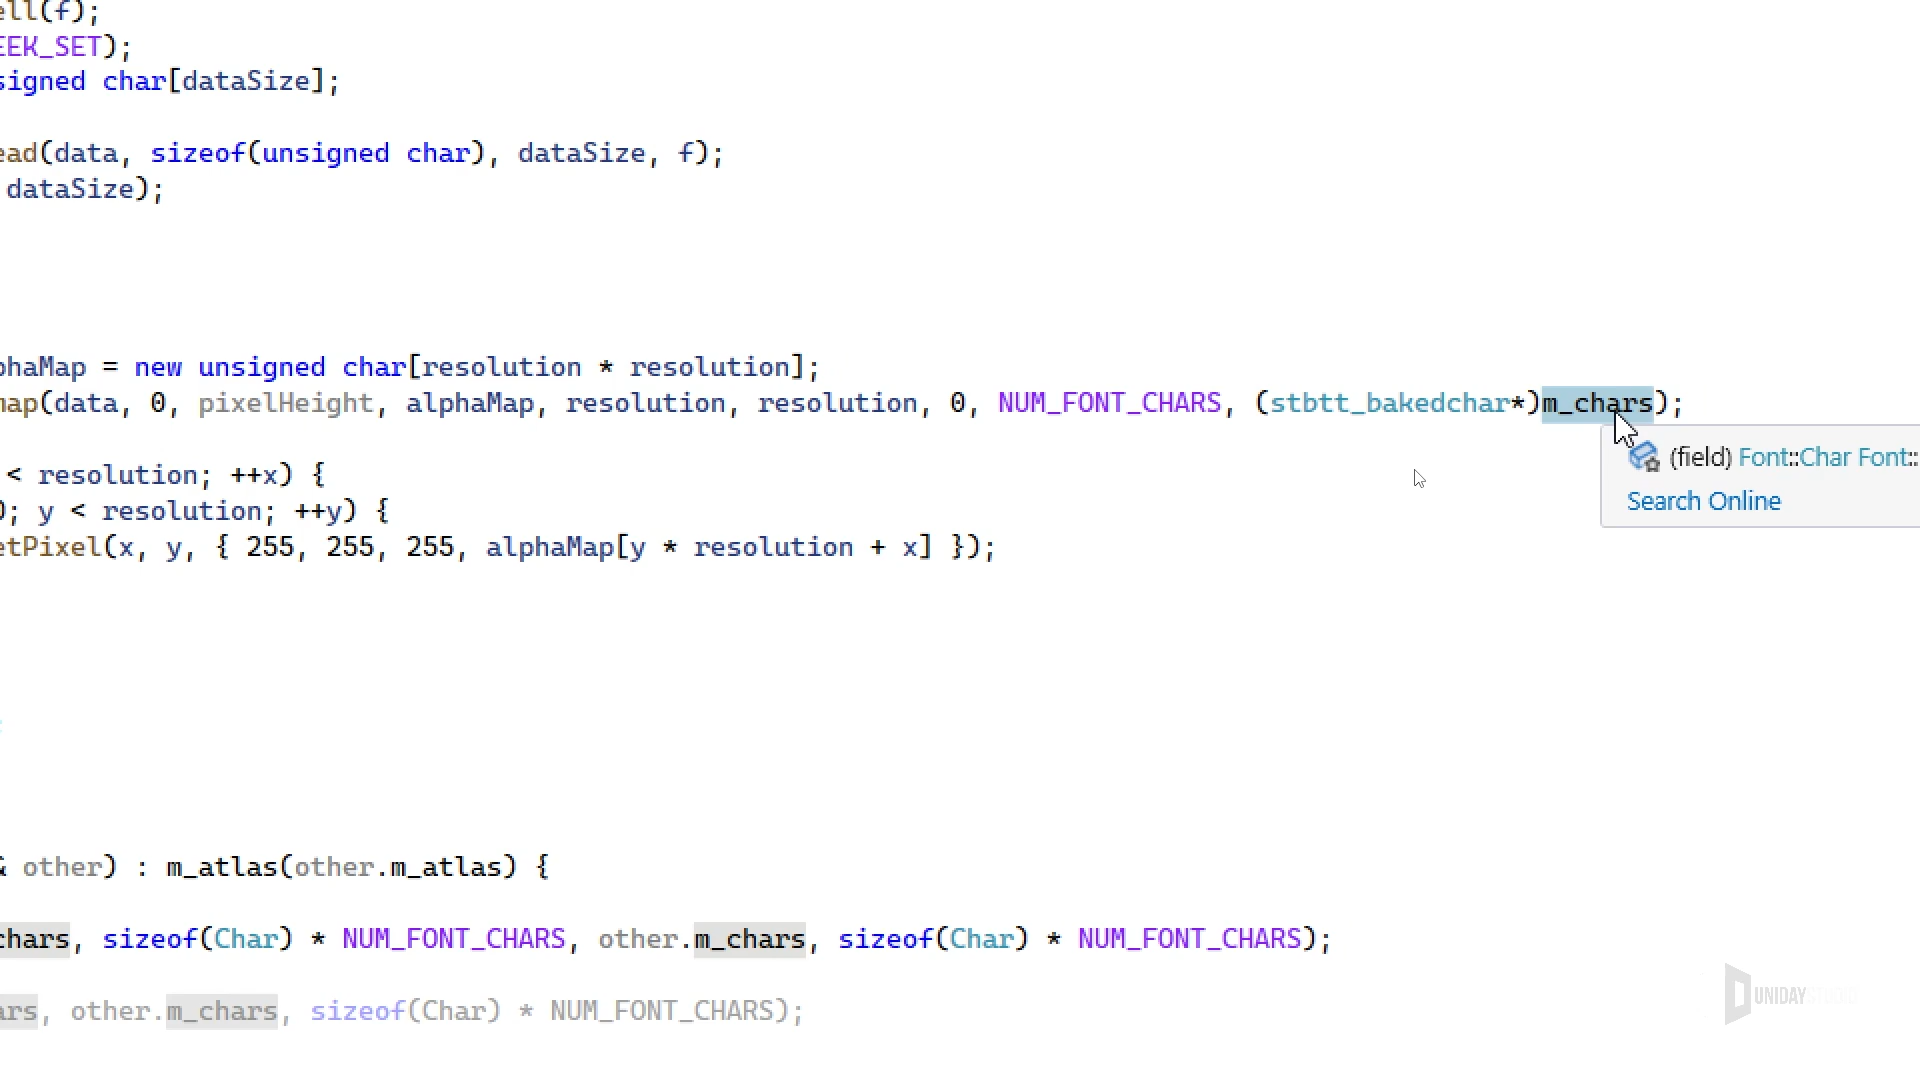 ell(f);
EEK_SET);
signed char[dataSize];
ead(data, sizeof(unsigned char), dataSize, f);
dataSize);
phaMap = new unsigned char[resolution * resolution];
map(data, 0, pixelHeight, alphaMap, resolution, resolution, 0, NUM_FONT_CHARS, (stbtt_bakedchar*)m_chars);
(field) Font::Char Font::
Search Online
< resolution; ++x) {
0; y < resolution; ++y) {
etPixel(x, y, { 255, 255, 255, alphaMap[y * resolution + x] });
& other) : m_atlas(other.m_atlas) {
chars, sizeof(Char) * NUM_FONT_CHARS, other.m_chars, sizeof(Char) * NUM_FONT_CHARS);
ars, other.m_chars, sizeof(Char) * NUM_FONT_CHARS);
UNIDAY STUDIO